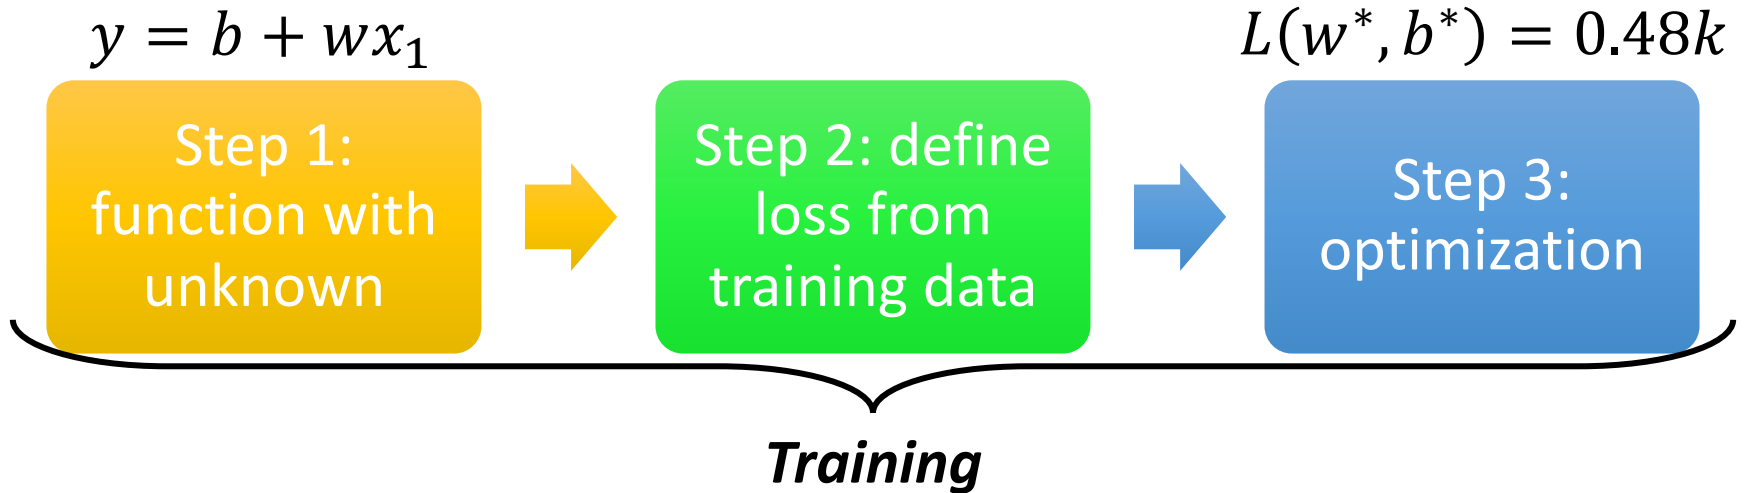 y = b + wx₁
L(w*, b*) = 0.48k
Step 1:
function with
unknown
Step 2: define
loss from
training data
Step 3:
optimization
Training